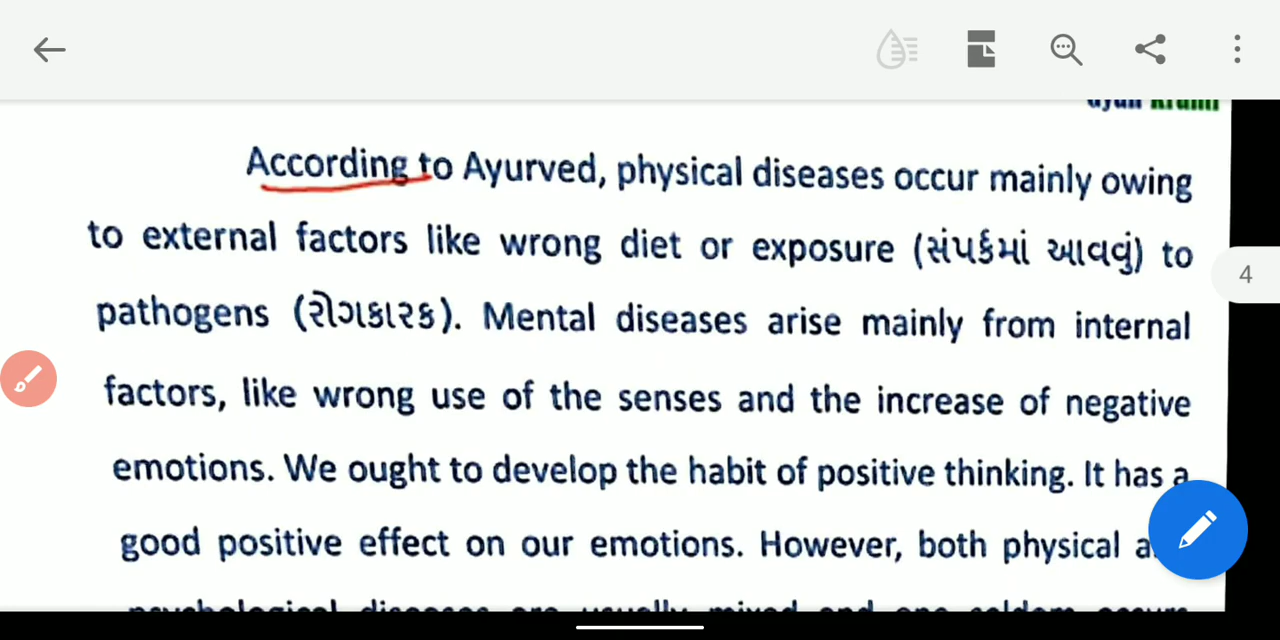 According to Ayurved, physical diseases occur mainly owing
to external factors like wrong diet or exposure (સંપર્કમાં આવવું) to
4
pathogens (રોગકારક). Mental diseases arise mainly from internal
factors, like wrong use of the senses and the increase of negative
emotions. We ought to develop the habit of positive thinking. It has a
good positive effect on our emotions. However, both physical